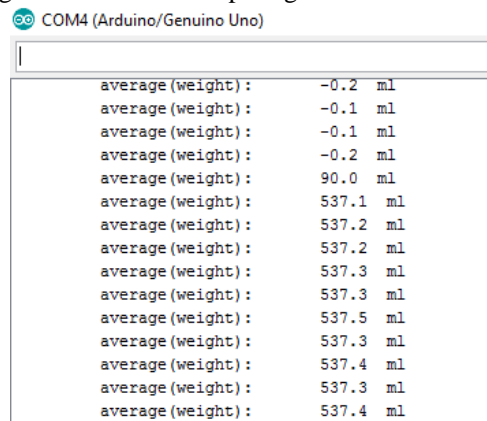 COM4 (Arduino/Genuino Uno)
average(weight): -0.2 ml
average(weight): -0.1 ml
average(weight): -0.1 ml
average(weight): -0.2 ml
average(weight): 90.0 ml
average(weight): 537.1 ml
average(weight): 537.2 ml
average(weight): 537.2 ml
average(weight): 537.3 ml
average(weight): 537.3 ml
average(weight): 537.5 ml
average(weight): 537.3 ml
average(weight): 537.4 ml
average(weight): 537.3 ml
average(weight): 537.4 ml